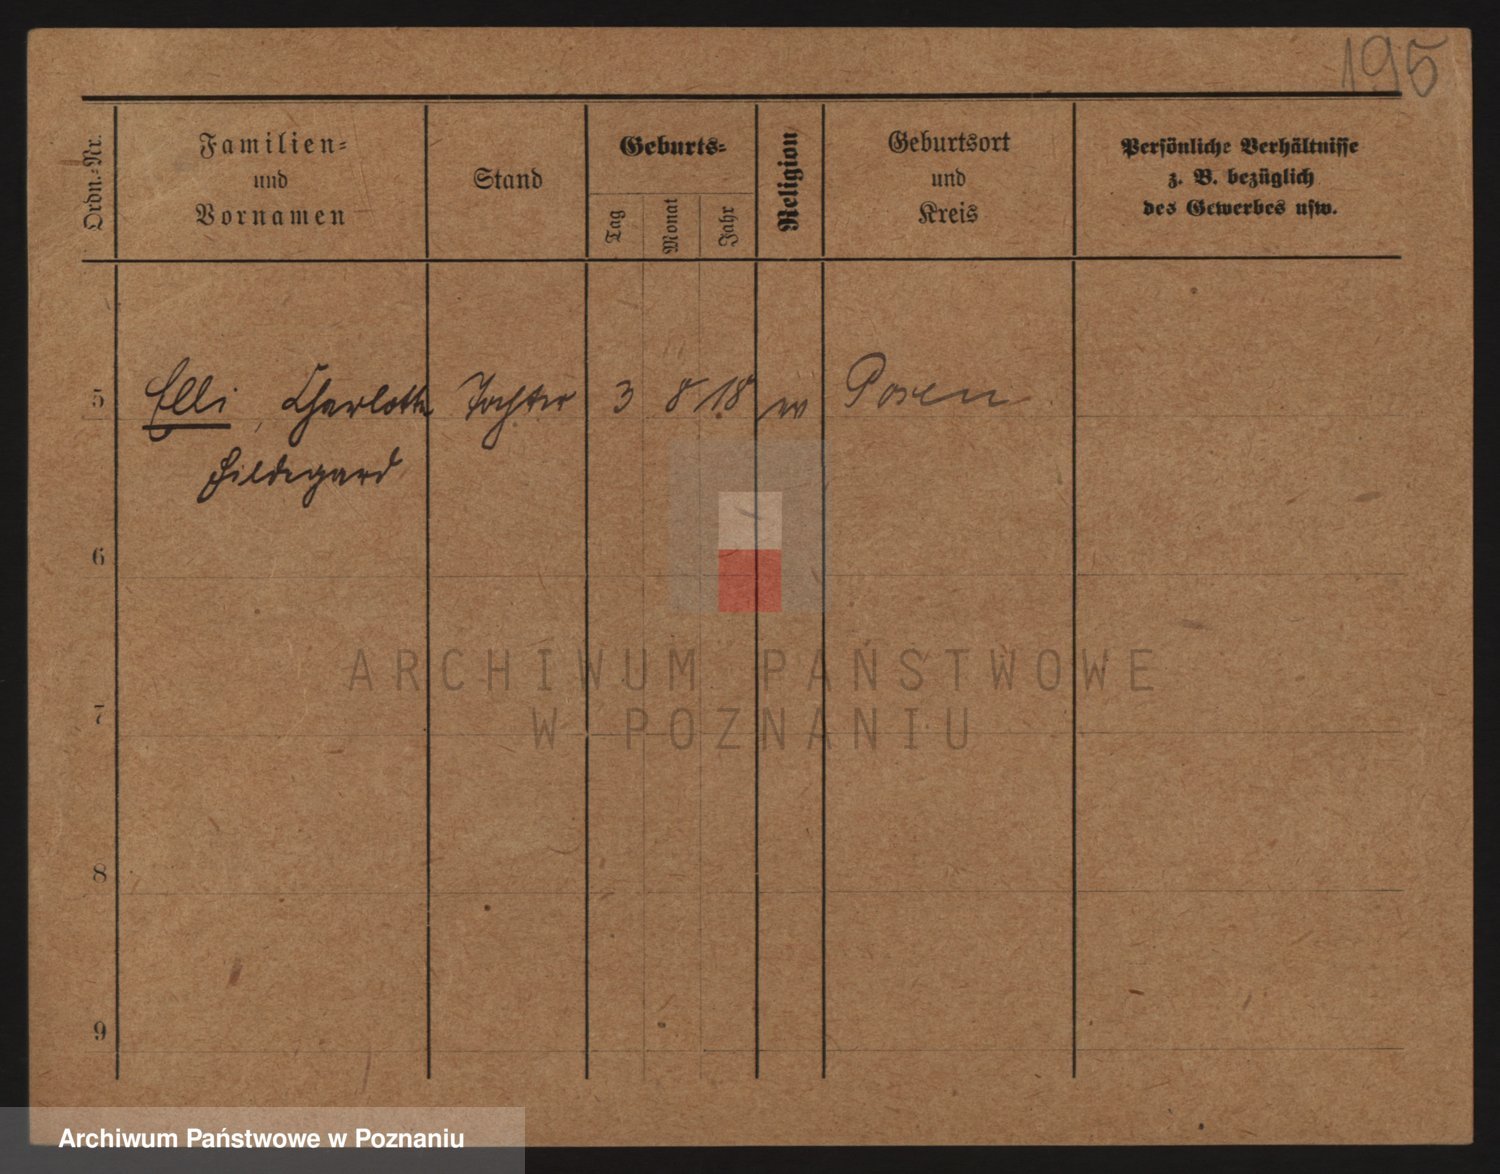 195
Ordn.-Nr.
Familien-
und
Vornamen
Stand
Geburts-
Tag
Monat
Jahr
Religion
Geburtsort
und
Kreis
Persönliche Verhältnisse
z. B. bezüglich
des Gewerbes usw.
5 Elli, Charlotte Tochter 3 8 18 Posen
Hildegard
6
7
8
9
ARCHIWUM PAŃSTWOWE
W POZNANIU
Archiwum Państwowe w Poznaniu